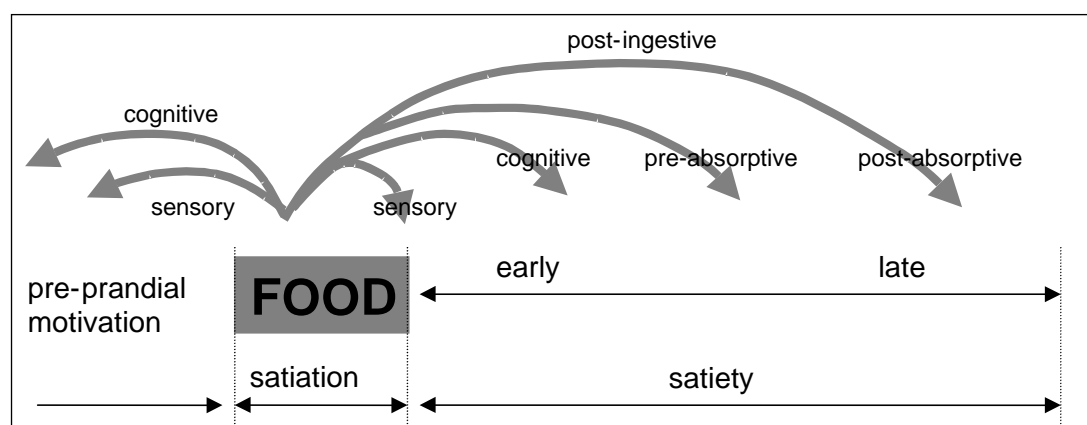 post-ingestive
cognitive
cognitive
pre-absorptive
post-absorptive
sensory
sensory
early
late
pre-prandial
motivation
FOOD
satiation
satiety